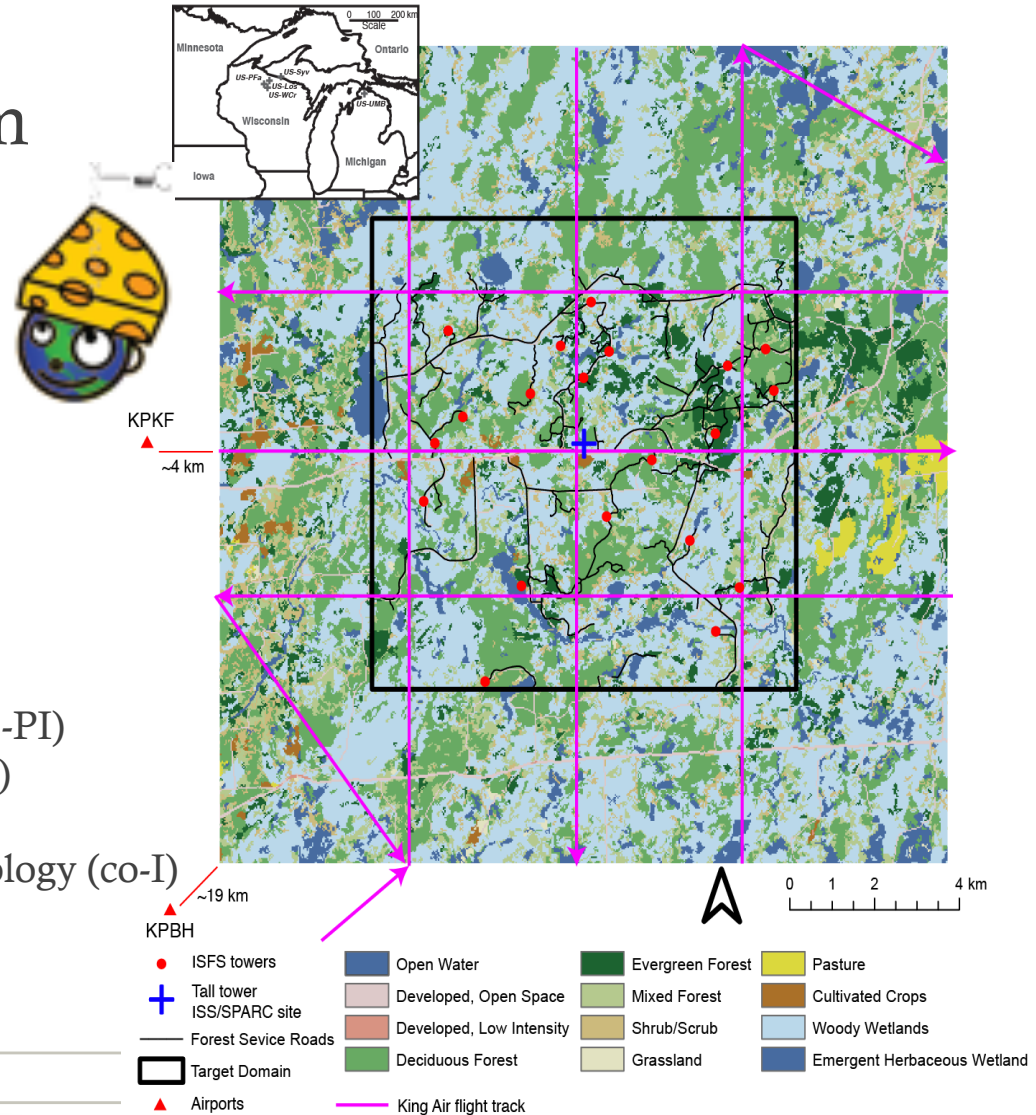 0 100 200 km
Scale
Minnesota
Ontario
US-PFa
US-Syv
US-Los
US-WCr
US-UMB
Wisconsin
Michigan
Iowa
KPKF
~4 km
-PI)
)
ology (co-I)
~19 km
KPBH
0 1 2 4 km
ISFS towers
Tall tower
ISS/SPARC site
Forest Sevice Roads
Target Domain
Airports
King Air flight track
Open Water
Developed, Open Space
Developed, Low Intensity
Deciduous Forest
Evergreen Forest
Mixed Forest
Shrub/Scrub
Grassland
Pasture
Cultivated Crops
Woody Wetlands
Emergent Herbaceous Wetland